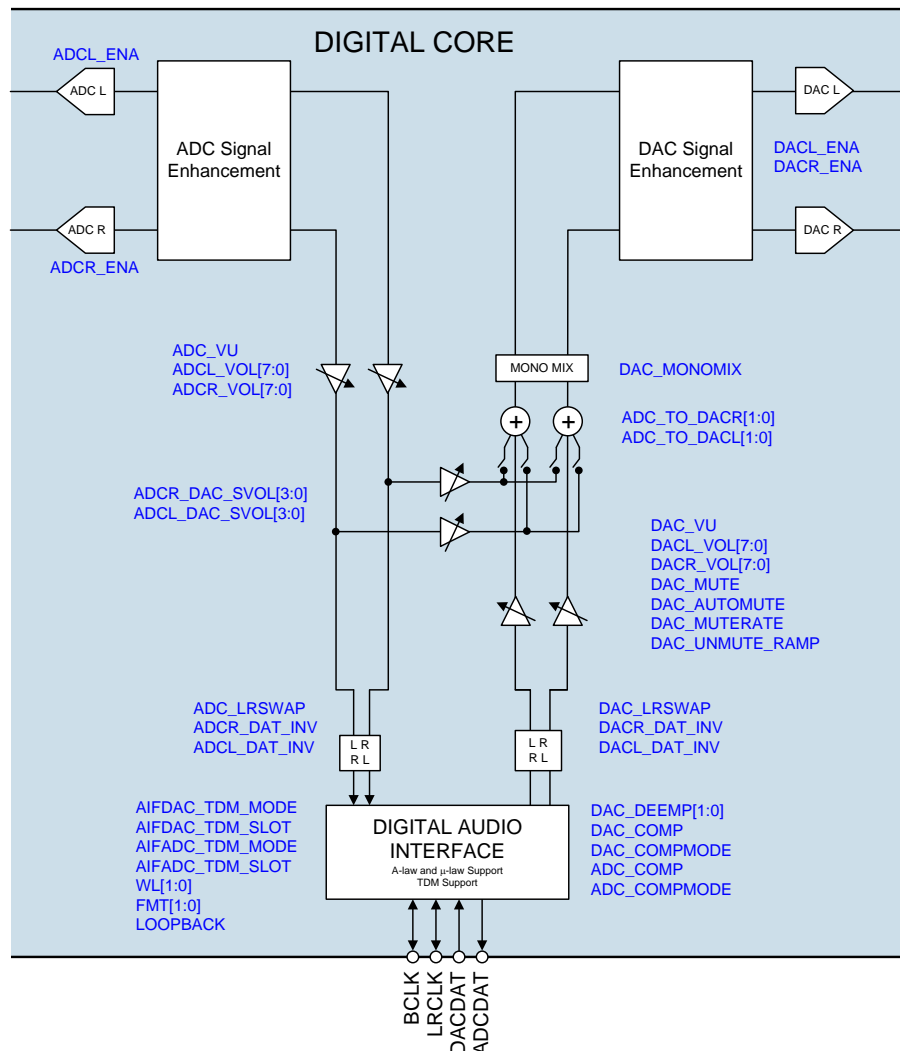 DIGITAL CORE
ADCL_ENA
ADC L
ADC Signal
Enhancement
ADC R
ADCR_ENA
DAC Signal
Enhancement
DAC L
DACL_ENA
DACR_ENA
DAC R
ADC_VU
ADCL_VOL[7:0]
ADCR_VOL[7:0]
MONO MIX
DAC_MONOMIX
+
+
ADC_TO_DACR[1:0]
ADC_TO_DACL[1:0]
ADCR_DAC_SVOL[3:0]
ADCL_DAC_SVOL[3:0]
DAC_VU
DACL_VOL[7:0]
DACR_VOL[7:0]
DAC_MUTE
DAC_AUTOMUTE
DAC_MUTERATE
DAC_UNMUTE_RAMP
ADC_LRSWAP
ADCR_DAT_INV
ADCL_DAT_INV
L R
R L
L R
R L
DAC_LRSWAP
DACR_DAT_INV
DACL_DAT_INV
AIFDAC_TDM_MODE
AIFDAC_TDM_SLOT
AIFADC_TDM_MODE
AIFADC_TDM_SLOT
WL[1:0]
FMT[1:0]
LOOPBACK
DIGITAL AUDIO
INTERFACE
A-law and μ-law Support
TDM Support
DAC_DEEMP[1:0]
DAC_COMP
DAC_COMPMODE
ADC_COMP
ADC_COMPMODE
BCLK
LRCLK
DACDAT
ADCDAT